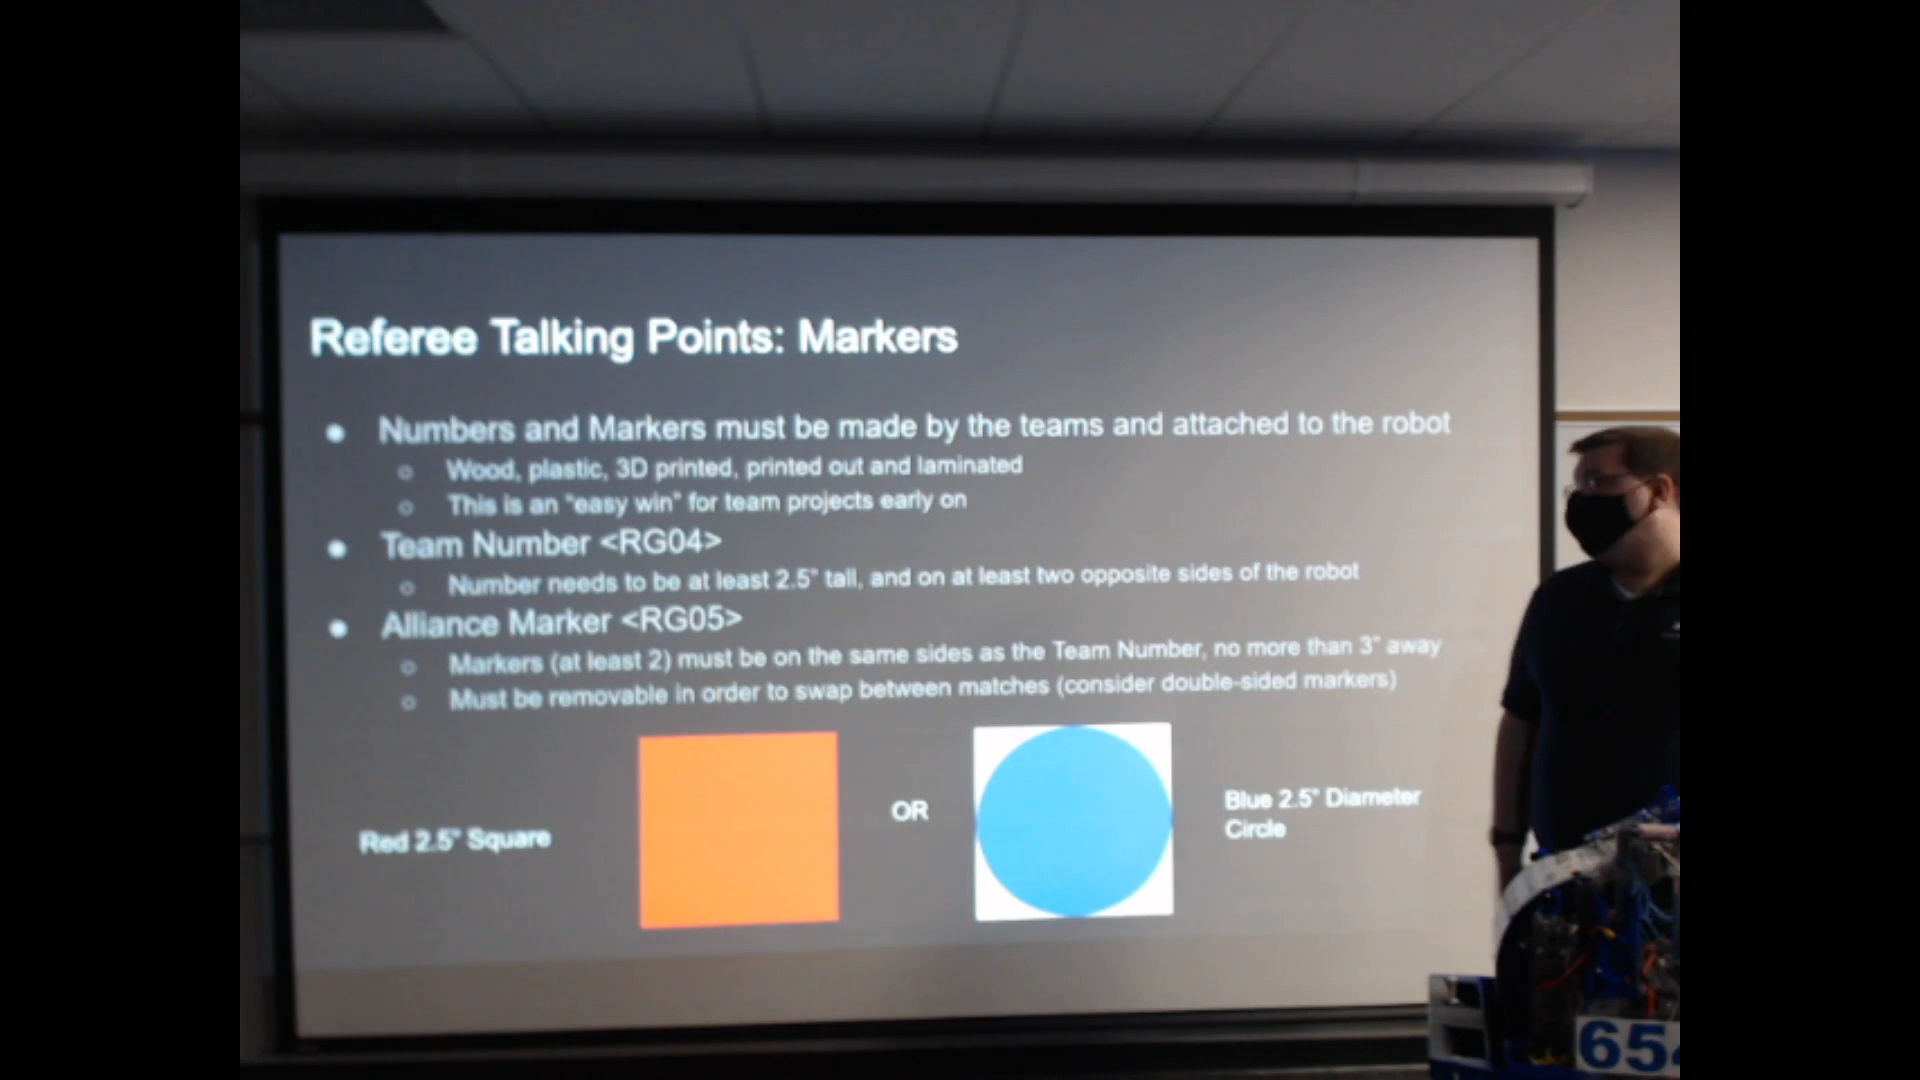 Referee Talking Points: Markers
● Numbers and Markers must be made by the teams and attached to the robot
○ Wood, plastic, 3D printed, printed out and laminated
○ This is an "easy win" for team projects early on
● Team Number <RG04>
○ Number needs to be at least 2.5" tall, and on at least two opposite sides of the robot
● Alliance Marker <RG05>
○ Markers (at least 2) must be on the same sides as the Team Number, no more than 3" away
○ Must be removable in order to swap between matches (consider double-sided markers)
Red 2.5" Square
OR
Blue 2.5" Diameter
Circle
654